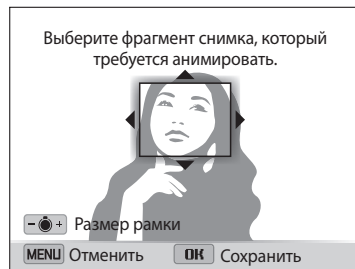 Выберите фрагмент снимка, который
требуется анимировать.
- + Размер рамки
MENU Отменить OK Сохранить